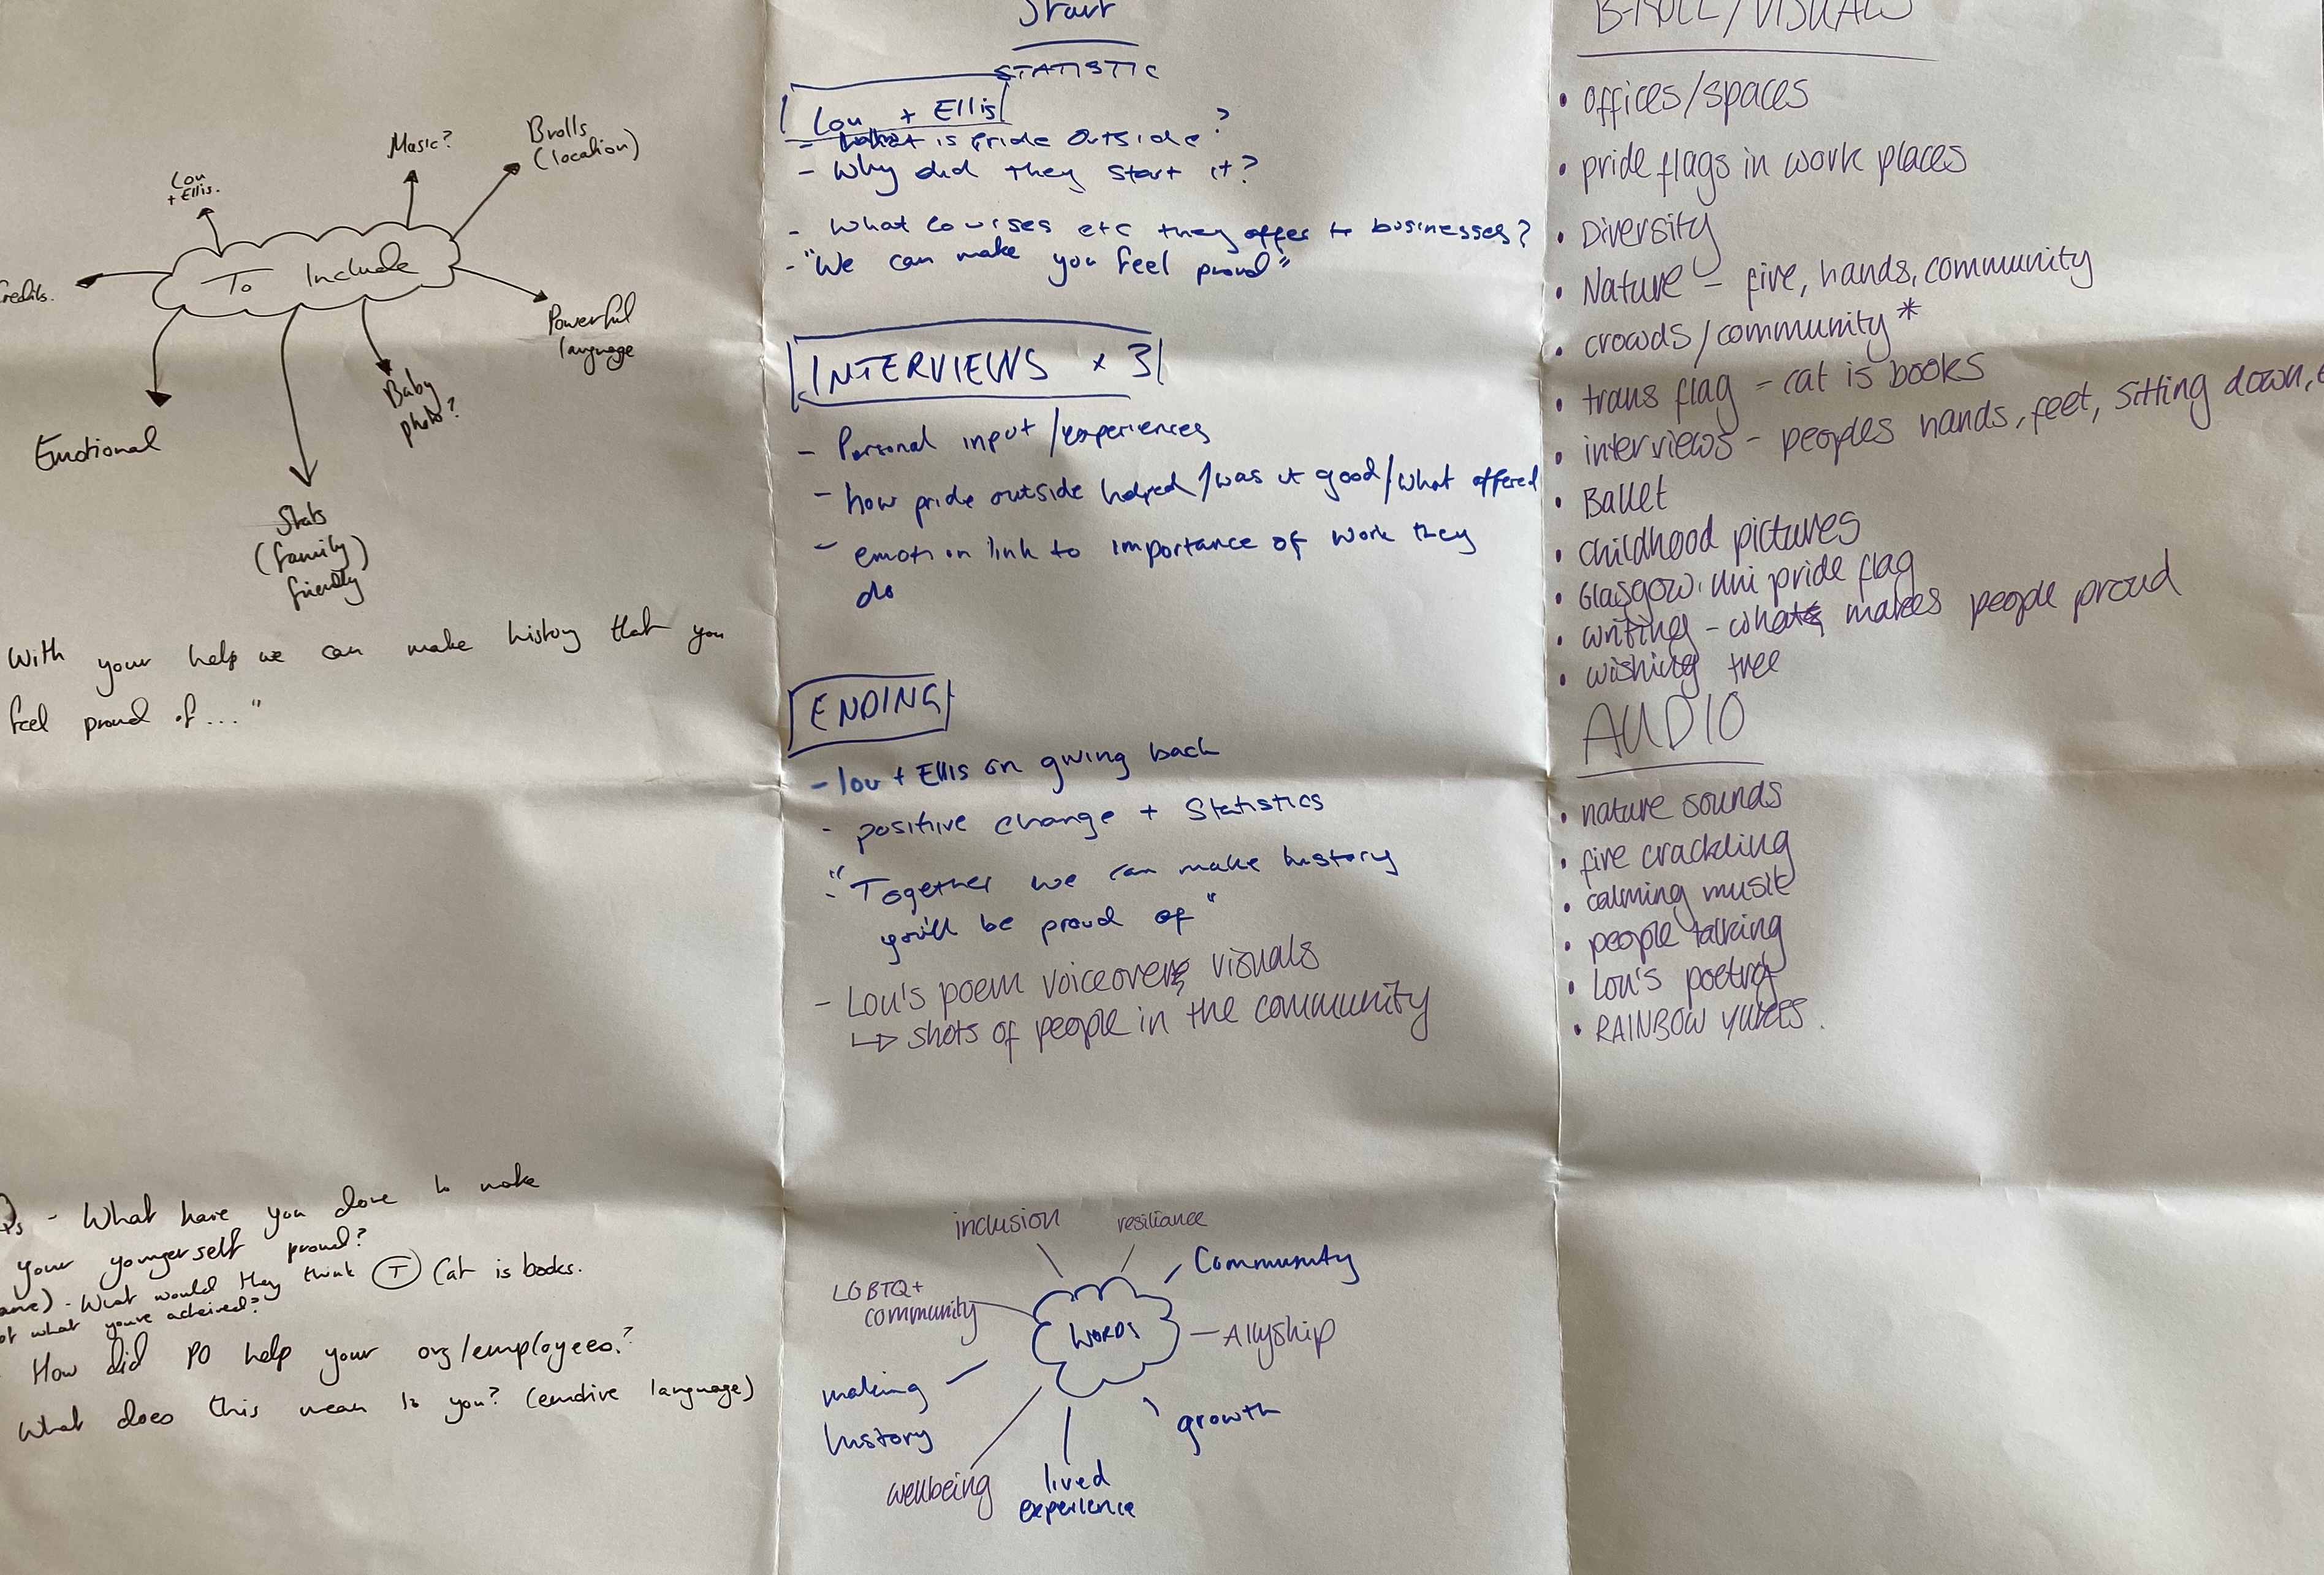 To Include
Lou
+ Ellis.
Music?
Brolls
(location)
Powerful
language
Baby
photo?
Stats
(family)
friendly
Emotional
With your help we can make history that you
feel proud of..."
- What have you done to make
your youngerself proud?
- What would they think
of what you've acheived?
(T) Cat is books.
How did PO help your org/employees?
What does this mean to you? (emotive language)
Start
STATISTIC
Lou + Ellis
- What is Pride Outside?
- Why did they start it?
- What courses etc they offer to businesses?
- "We can make you feel proud"
INTERVIEWS x 3
- Personal input/experiences
- how pride outside helped/was it good/what offered
- emotion link to importance of work they
do
ENDING
- Lou + Ellis on giving back
- positive change + Statistics
- "Together we can make history
you'll be proud of"
- Lou's poem voiceover visuals
↳ shots of people in the community
WORDS
inclusion
resiliance
Community
Allyship
growth
lived
experience
wellbeing
making
history
LGBTQ+
community
B-ROLL/VISUALS
• offices/spaces
• pride flags in work places
• Diversity
• Nature - fire, hands, community
• crowds/community*
• trans flag - cat is books
• interviews - peoples hands, feet, sitting down,
• Ballet
• childhood pictures
• Glasgow uni pride flag
• writing - what makes people proud
• wishing tree
AUDIO
• nature sounds
• fire crackling
• calming music
• people talking
• Lou's poetry
• RAINBOW